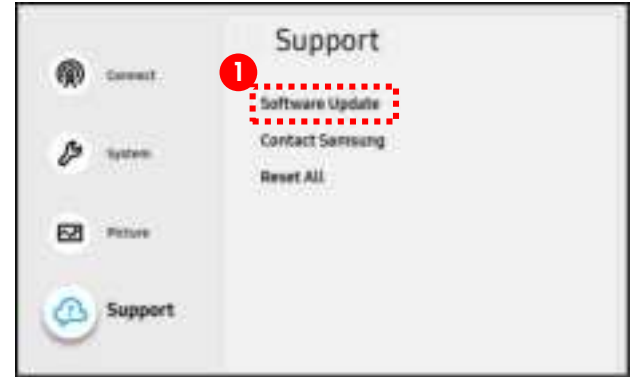 Connect
System
Picture
Support
Support
1
Software Update
Contact Samsung
Reset All